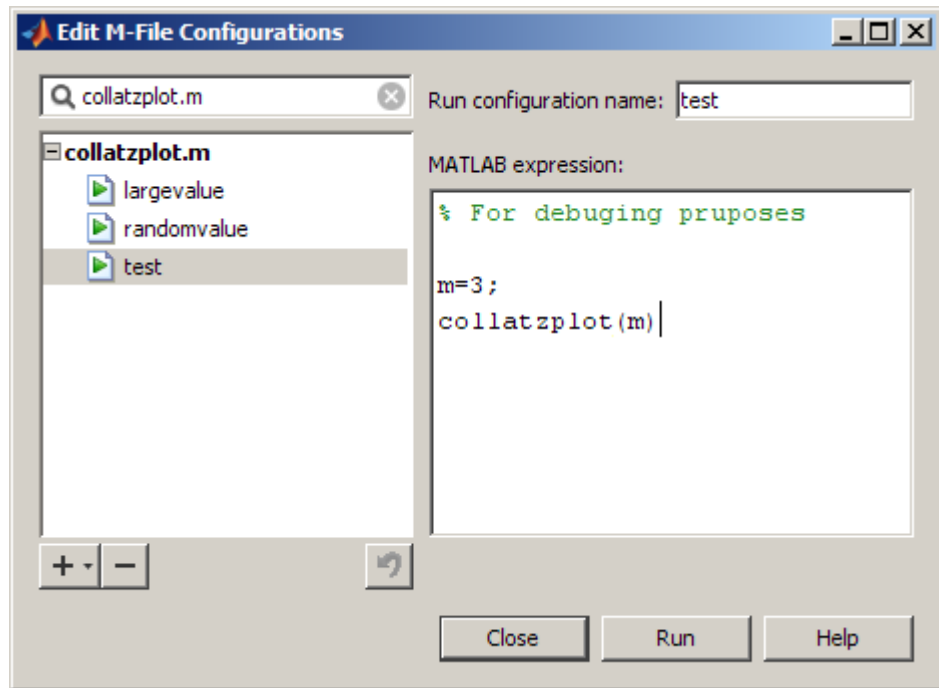 Edit M-File Configurations
collatzplot.m
collatzplot.m
largevalue
randomvalue
test
Run configuration name: test
MATLAB expression:
% For debuging pruposes
m=3;
collatzplot(m)
Close Run Help